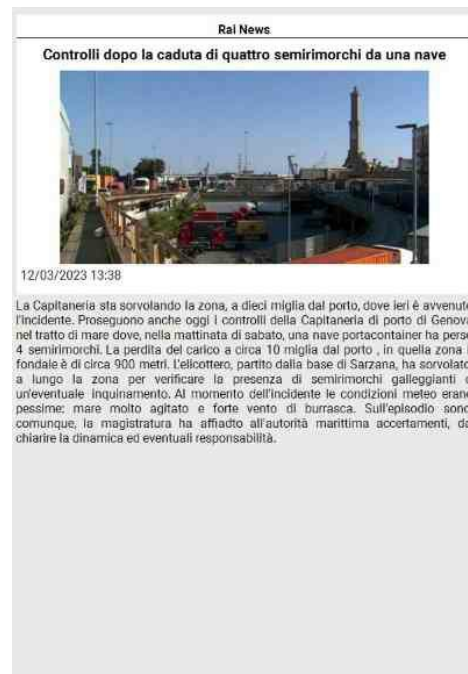 Rai News
Controlli dopo la caduta di quattro semirimorchi da una nave
12/03/2023 13:38
La Capitaneria sta sorvolando la zona, a dieci miglia dal porto, dove ieri è avvenuto
l'incidente. Proseguono anche oggi i controlli della Capitaneria di porto di Genova
nel tratto di mare dove, nella mattinata di sabato, una nave portacontainer ha perso
4 semirimorchi. La perdita del carico a circa 10 miglia dal porto , in quella zona
fondale è di circa 900 metri. L'elicottero, partito dalla base di Sarzana, ha sorvolato
a lungo la zona per verificare la presenza di semirimorchi galleggianti
un'eventuale inquinamento. Al momento dell'incidente le condizioni meteo erano
pessime: mare molto agitato e forte vento di burrasca. Sull'episodio sono
comunque, la magistratura ha affiadto all'autorità marittima accertamenti, da
chiarire la dinamica ed eventuali responsabilità.